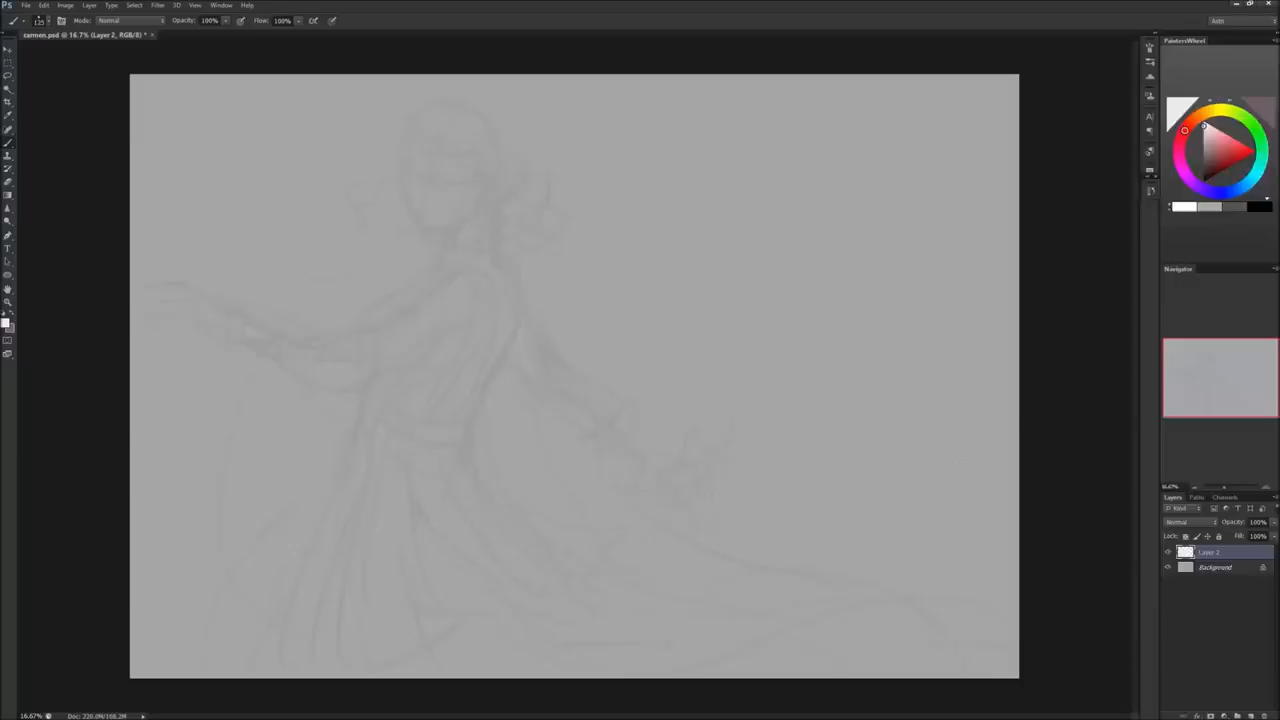 File Edit Image Layer Type Select Filter 3D View Window Help
125 Mode: Normal Opacity: 100% Flow: 100% Astri
carmen.psd @ 16.7% (Layer 2, RGB/8) * ×
PaintersWheel
Navigator
Layers Paths Channels
Kind
Normal Opacity: 100%
Lock: Fill: 100%
Layer 2
Background
16.67% Doc: 220.0M/168.2M